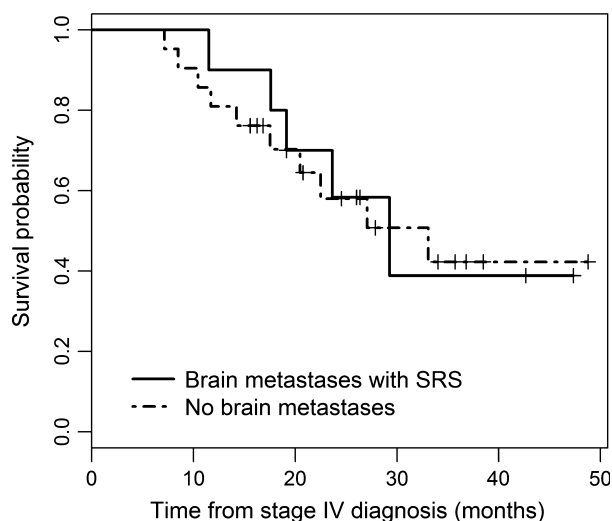 Survival probability
1.0
0.8
0.6
0.4
0.2
0.0
Brain metastases with SRS
No brain metastases
0 10 20 30 40 50
Time from stage IV diagnosis (months)